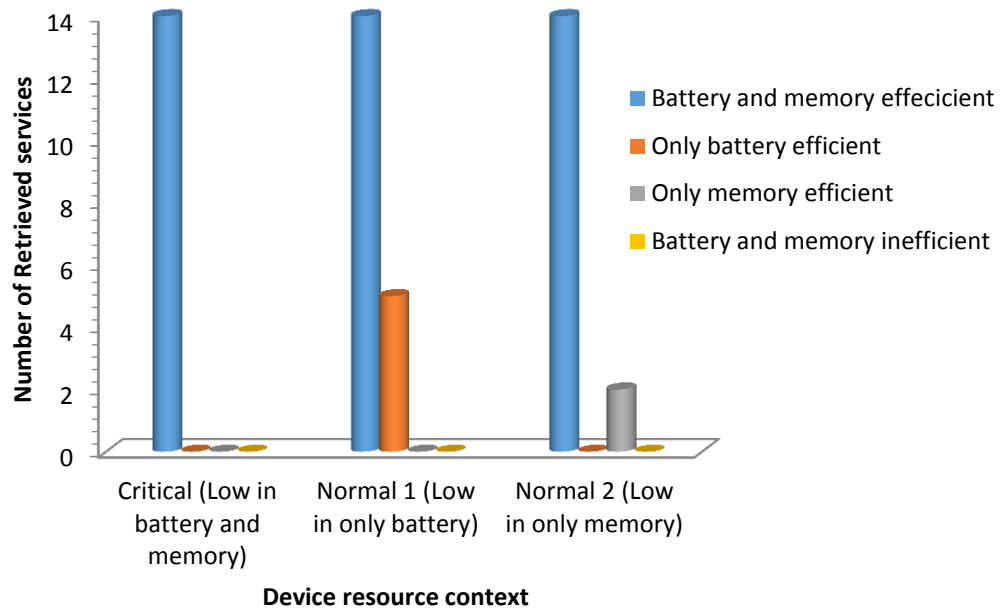 14
12
10
8
6
4
2
0
Number of Retrieved services
Battery and memory effecicient
Only battery efficient
Only memory efficient
Battery and memory inefficient
Critical (Low in
battery and
memory)
Normal 1 (Low
in only battery)
Normal 2 (Low
in only memory)
Device resource context